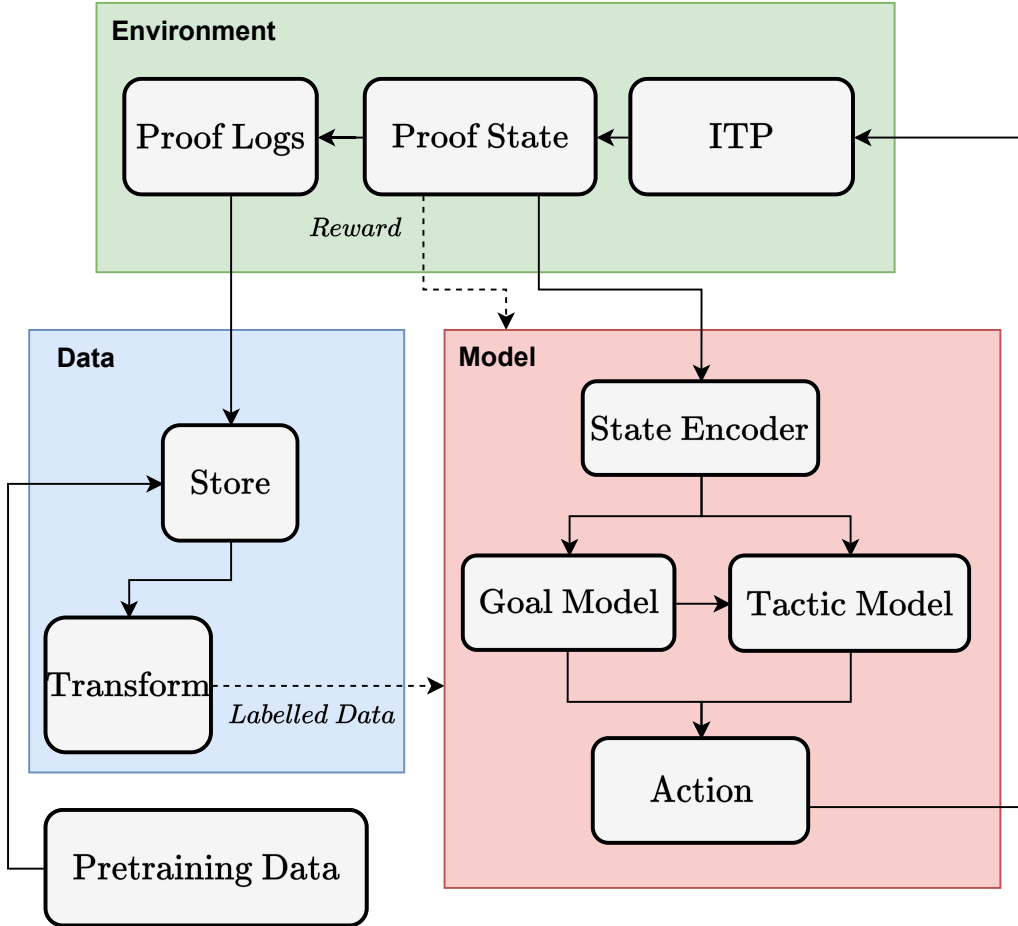 Environment
Proof Logs
Proof State
ITP
Reward
Data
Model
State Encoder
Store
Goal Model
Tactic Model
Transform
Labelled Data
Action
Pretraining Data